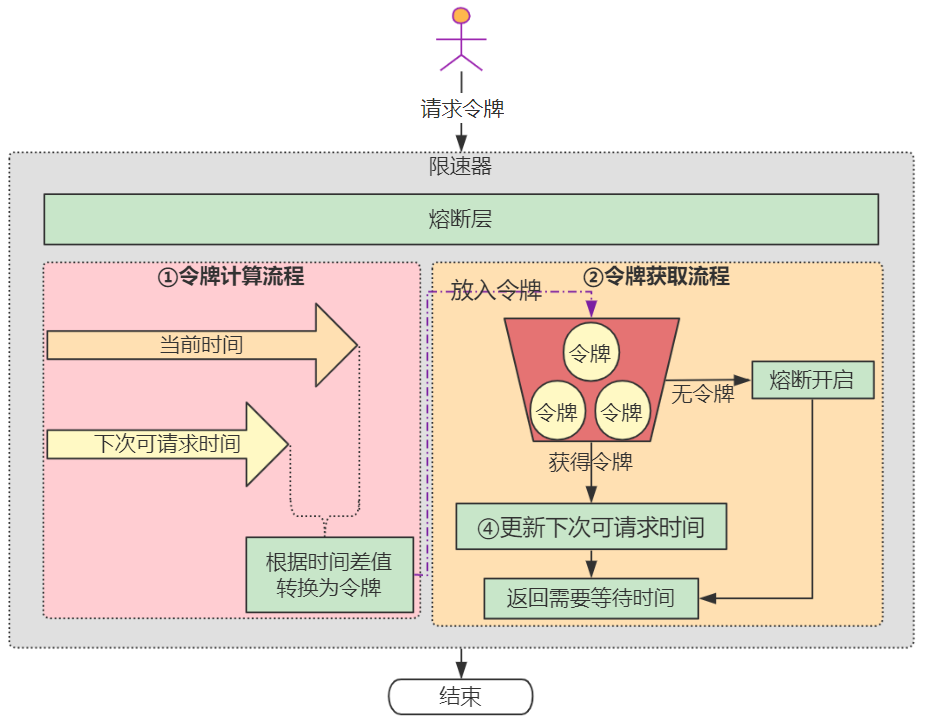 请求令牌
限速器
熔断层
①令牌计算流程
当前时间
下次可请求时间
根据时间差值
转换为令牌
②令牌获取流程
放入令牌
令牌
令牌
令牌
无令牌
熔断开启
获得令牌
④更新下次可请求时间
返回需要等待时间
结束